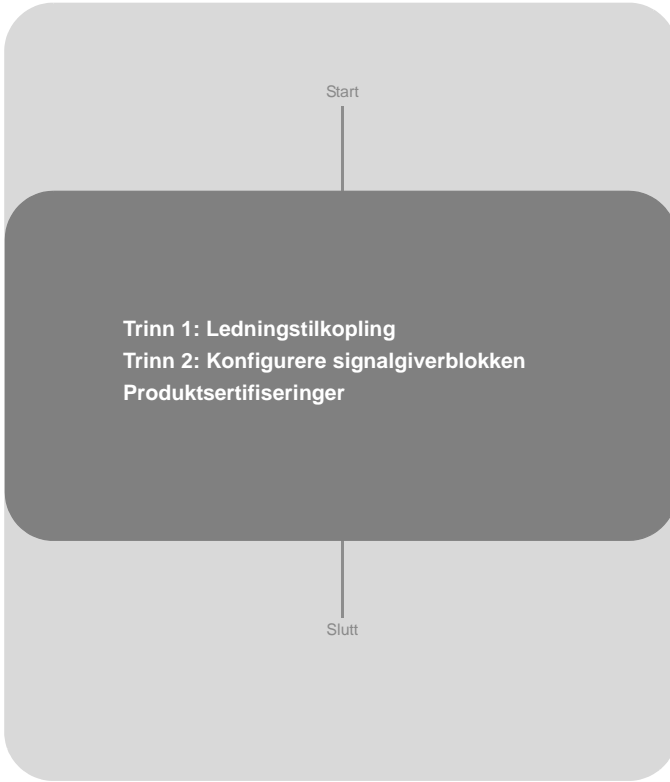 Start
Trinn 1: Ledningstilkopling
Trinn 2: Konfigurere signalgiverblokken
Produktsertifiseringer
Slutt